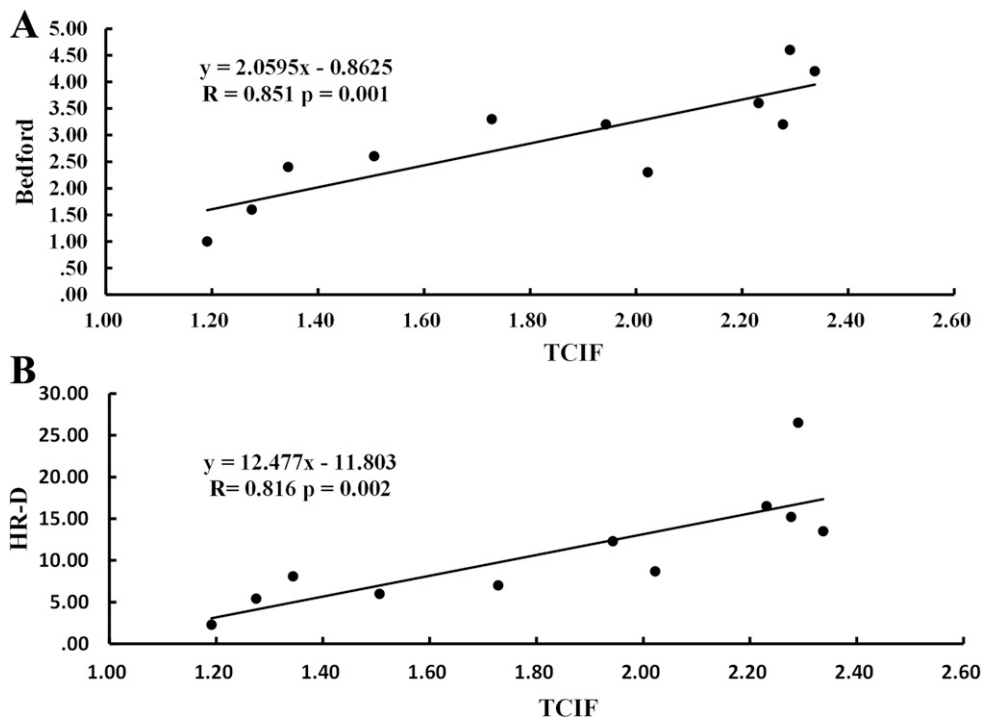 A
5.00
4.50
4.00
3.50
3.00
2.50
2.00
1.50
1.00
.50
.00
Bedford
y = 2.0595x - 0.8625
R = 0.851 p = 0.001
1.00 1.20 1.40 1.60 1.80 2.00 2.20 2.40 2.60
TCIF
B
30.00
25.00
20.00
15.00
10.00
5.00
.00
HR-D
y = 12.477x - 11.803
R= 0.816 p = 0.002
1.00 1.20 1.40 1.60 1.80 2.00 2.20 2.40 2.60
TCIF